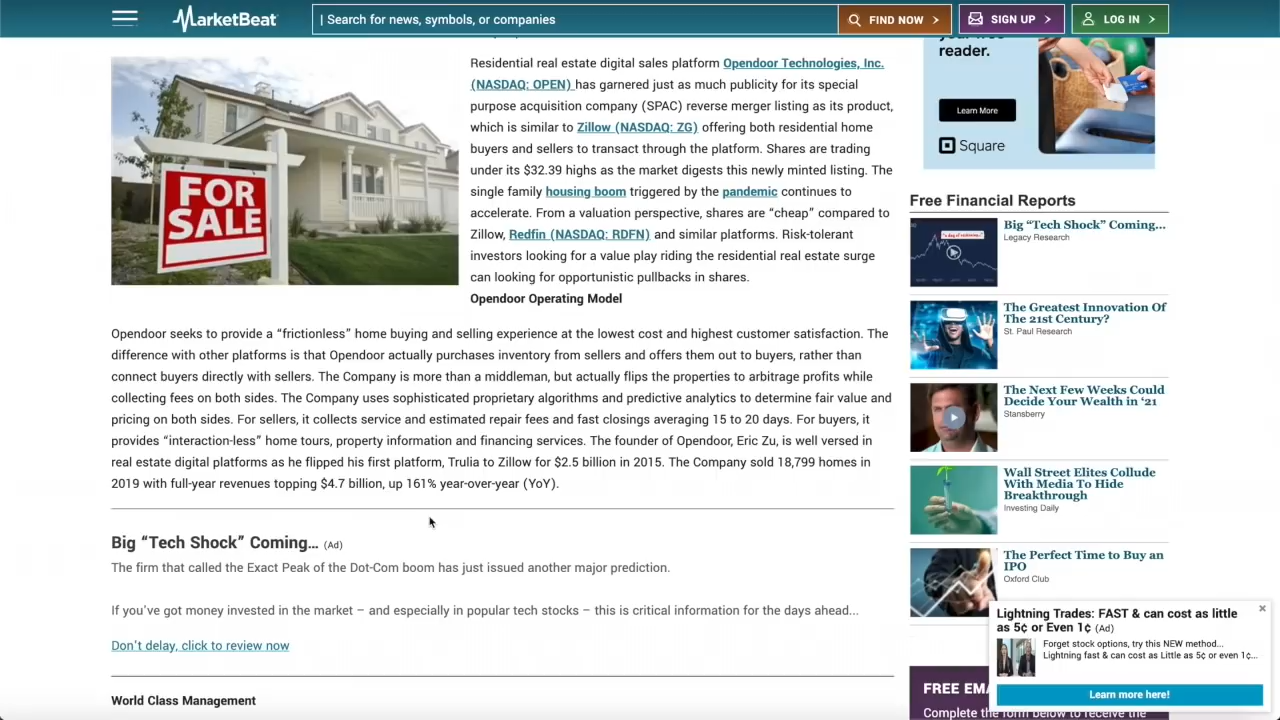 MarketBeat
| Search for news, symbols, or companies
FIND NOW >
SIGN UP >
LOG IN >
FOR
SALE
Residential real estate digital sales platform Opendoor Technologies, Inc.
(NASDAQ: OPEN) has garnered just as much publicity for its special
purpose acquisition company (SPAC) reverse merger listing as its product,
which is similar to Zillow (NASDAQ: ZG) offering both residential home
buyers and sellers to transact through the platform. Shares are trading
under its $32.39 highs as the market digests this newly minted listing. The
single family housing boom triggered by the pandemic continues to
accelerate. From a valuation perspective, shares are “cheap” compared to
Zillow, Redfin (NASDAQ: RDFN) and similar platforms. Risk-tolerant
investors looking for a value play riding the residential real estate surge
can looking for opportunistic pullbacks in shares.
Opendoor Operating Model
Opendoor seeks to provide a “frictionless” home buying and selling experience at the lowest cost and highest customer satisfaction. The
difference with other platforms is that Opendoor actually purchases inventory from sellers and offers them out to buyers, rather than
connect buyers directly with sellers. The Company is more than a middleman, but actually flips the properties to arbitrage profits while
collecting fees on both sides. The Company uses sophisticated proprietary algorithms and predictive analytics to determine fair value and
pricing on both sides. For sellers, it collects service and estimated repair fees and fast closings averaging 15 to 20 days. For buyers, it
provides “interaction-less” home tours, property information and financing services. The founder of Opendoor, Eric Zu, is well versed in
real estate digital platforms as he flipped his first platform, Trulia to Zillow for $2.5 billion in 2015. The Company sold 18,799 homes in
2019 with full-year revenues topping $4.7 billion, up 161% year-over-year (YoY).
Big “Tech Shock” Coming… (Ad)
The firm that called the Exact Peak of the Dot-Com boom has just issued another major prediction.
If you’ve got money invested in the market – and especially in popular tech stocks – this is critical information for the days ahead...
Don’t delay, click to review now
World Class Management
reader.
Learn More
Square
Free Financial Reports
Big “Tech Shock” Coming…
Legacy Research
The Greatest Innovation Of
The 21st Century?
St. Paul Research
The Next Few Weeks Could
Decide Your Wealth in ‘21
Stansberry
Wall Street Elites Collude
With Media To Hide
Breakthrough
Investing Daily
The Perfect Time to Buy an
IPO
Oxford Club
Lightning Trades: FAST & can cost as little
as 5¢ or Even 1¢ (Ad)
Forget stock options, try this NEW method...
Lightning fast & can cost as Little as 5¢ or even 1¢...
Learn more here!
FREE EMA
Complete the form below to receive the